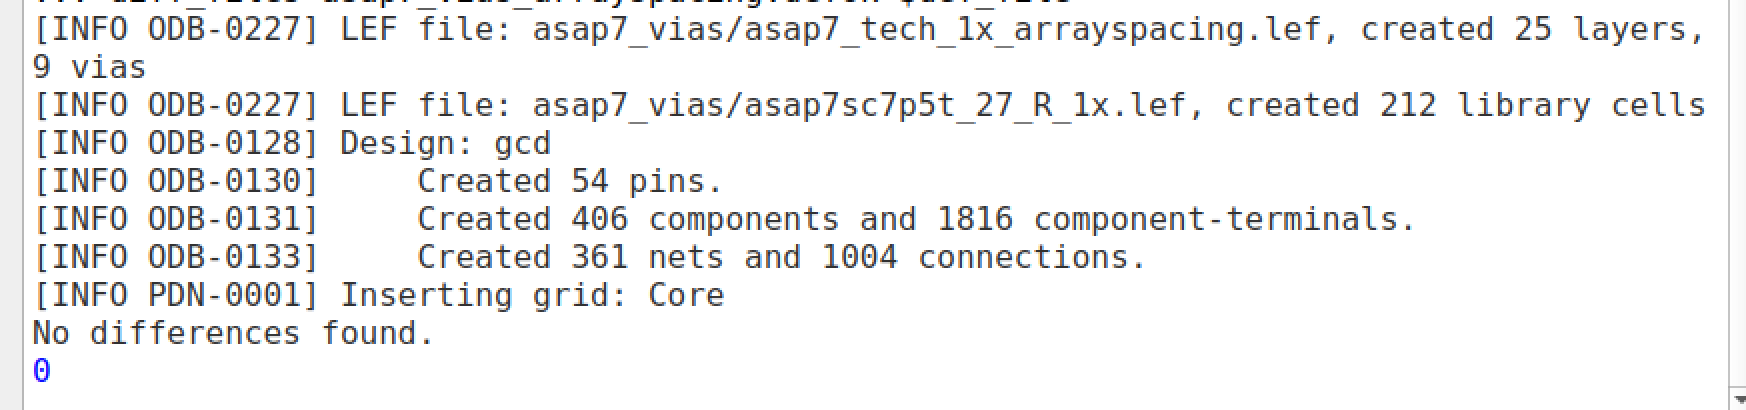 [INFO ODB-0227] LEF file: asap7_vias/asap7_tech_1x_arrayspacing.lef, created 25 layers,
9 vias
[INFO ODB-0227] LEF file: asap7_vias/asap7sc7p5t_27_R_1x.lef, created 212 library cells
[INFO ODB-0128] Design: gcd
[INFO ODB-0130]     Created 54 pins.
[INFO ODB-0131]     Created 406 components and 1816 component-terminals.
[INFO ODB-0133]     Created 361 nets and 1004 connections.
[INFO PDN-0001] Inserting grid: Core
No differences found.
0